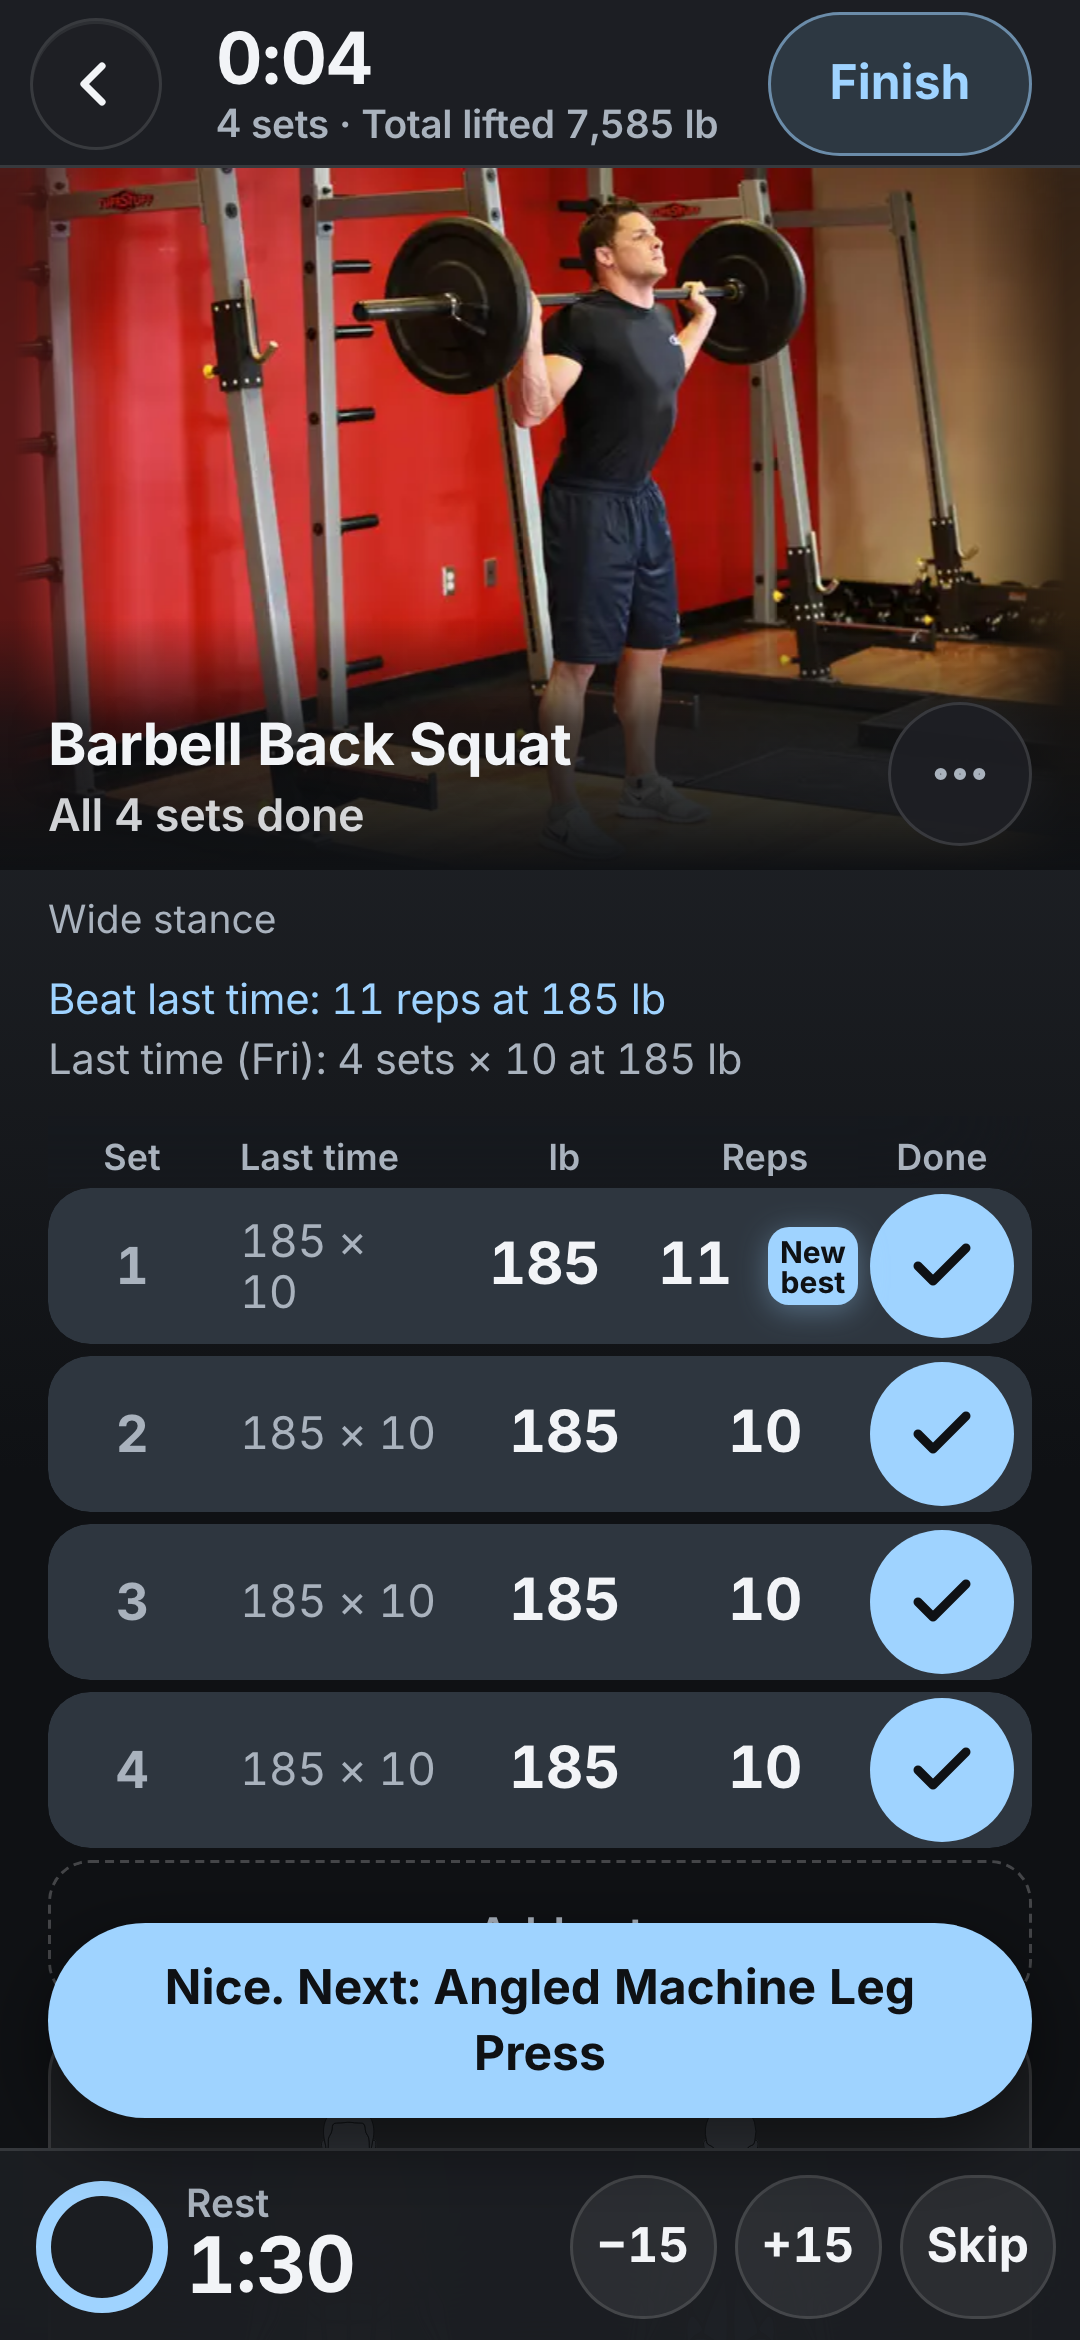 0:04
4 sets · Total lifted 7,585 lb
Finish
Barbell Back Squat
All 4 sets done
Wide stance
Beat last time: 11 reps at 185 lb
Last time (Fri): 4 sets × 10 at 185 lb
Set Last time lb Reps Done
1 185 × 10 185 11 New best
2 185 × 10 185 10
3 185 × 10 185 10
4 185 × 10 185 10
Nice. Next: Angled Machine Leg
Press
Rest
1:30
−15 +15 Skip